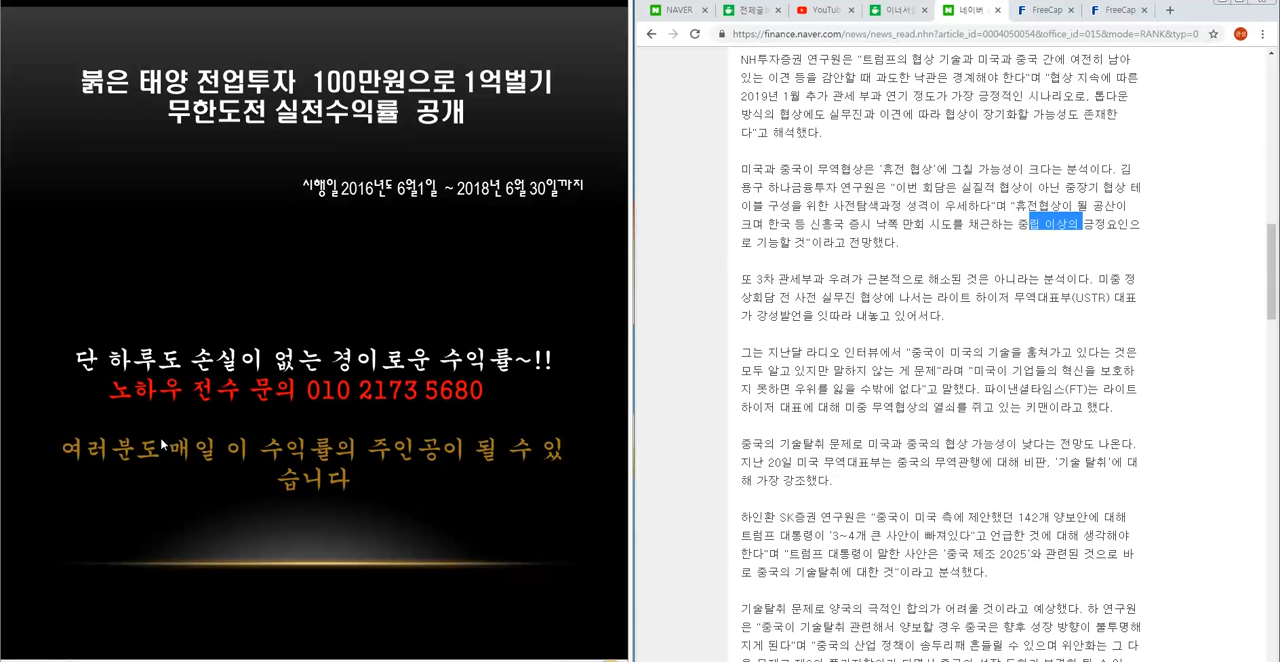 붉은 태양 전업투자 100만원으로 1억벌기
무한도전 실전수익률 공개
시행일 2016년도 6월1일 ~ 2018년 6월 30일까지
단 하루도 손실이 없는 경이로운 수익률~!!
노하우 전수 문의 010 2173 5680
여러분도 매일 이 수익률의 주인공이 될 수 있
습니다
NAVER
전체글
YouTub
이너서
네이버
FreeCap
FreeCap
https://finance.naver.com/news/news_read.nhn?article_id=0004050054&office_id=015&mode=RANK&typ=0
NH투자증권 연구원은 "트럼프의 협상 기술과 미국과 중국 간에 여전히 남아
있는 이견 등을 감안할 때 과도한 낙관은 경계해야 한다"며 "협상 지속에 따른
2019년 1월 추가 관세 부과 연기 정도가 가장 긍정적인 시나리오로, 톱다운
방식의 협상에도 실무진과 이견에 따라 협상이 장기화할 가능성도 존재한
다"고 해석했다.
미국과 중국이 무역협상은 '휴전 협상'에 그칠 가능성이 크다는 분석이다. 김
용구 하나금융투자 연구원은 "이번 회담은 실질적 협상이 아닌 중장기 협상 테
이블 구성을 위한 사전탐색과정 성격이 우세하다"며 "휴전협상이 될 공산이
크며 한국 등 신흥국 증시 낙폭 만회 시도를 채근하는 중립 이상의 긍정요인으
로 기능할 것"이라고 전망했다.
또 3차 관세부과 우려가 근본적으로 해소된 것은 아니라는 분석이다. 미중 정
상회담 전 사전 실무진 협상에 나서는 라이트 하이저 무역대표부(USTR) 대표
가 강성발언을 잇따라 내놓고 있어서다.
그는 지난달 라디오 인터뷰에서 "중국이 미국의 기술을 훔쳐가고 있다는 것은
모두 알고 있지만 말하지 않는 게 문제"라며 "미국이 기업들의 혁신을 보호하
지 못하면 우위를 잃을 수밖에 없다"고 말했다. 파이낸셜타임스(FT)는 라이트
하이저 대표에 대해 미중 무역협상의 열쇠를 쥐고 있는 키맨이라고 했다.
중국의 기술탈취 문제로 미국과 중국의 협상 가능성이 낮다는 전망도 나온다.
지난 20일 미국 무역대표부는 중국의 무역관행에 대해 비판, '기술 탈취'에 대
해 가장 강조했다.
하인환 SK증권 연구원은 "중국이 미국 측에 제안했던 142개 양보안에 대해
트럼프 대통령이 '3~4개 큰 사안이 빠져있다"고 언급한 것에 대해 생각해야
한다"며 "트럼프 대통령이 말한 사안은 '중국 제조 2025'와 관련된 것으로 바
로 중국의 기술탈취에 대한 것"이라고 분석했다.
기술탈취 문제로 양국의 극적인 합의가 어려울 것이라고 예상했다. 하 연구원
은 "중국이 기술탈취 관련해서 양보할 경우 중국은 향후 성장 방향이 불투명해
지게 된다"며 "중국의 산업 정책이 송두리째 흔들릴 수 있으며 위안화는 그 다